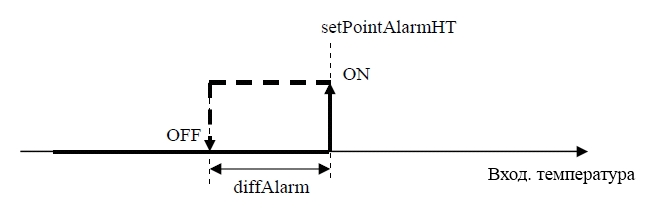 setPointAlarmHT
ON
OFF
diffAlarm
Вход. температура